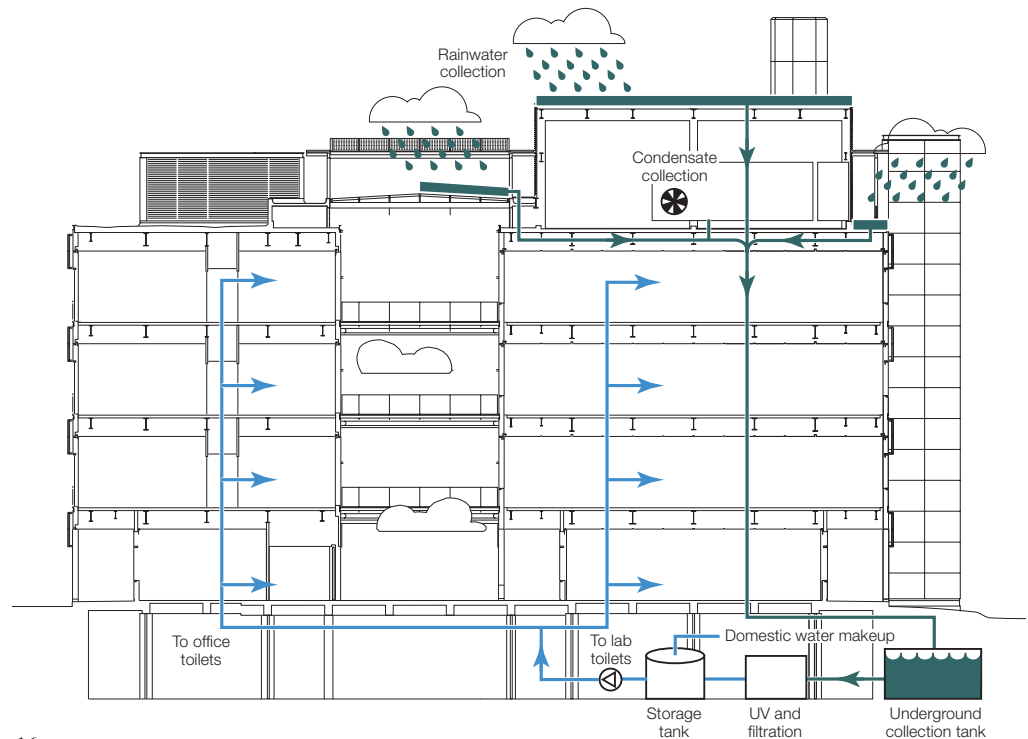 Rainwater
collection
Condensate
collection
To office
toilets
To lab
toilets
Domestic water makeup
Storage
tank
UV and
filtration
Underground
collection tank